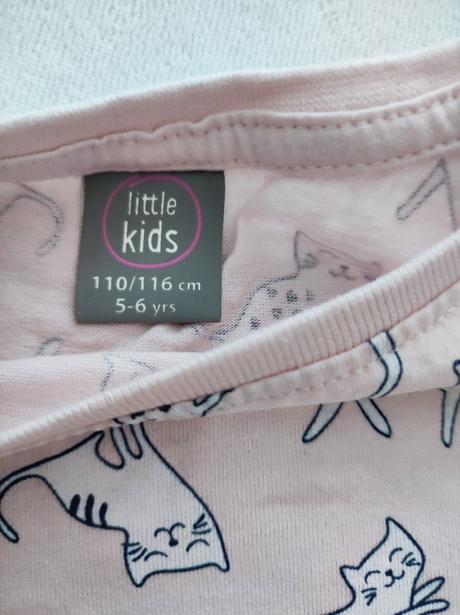 little
kids
110/116 cm
5-6 yrs